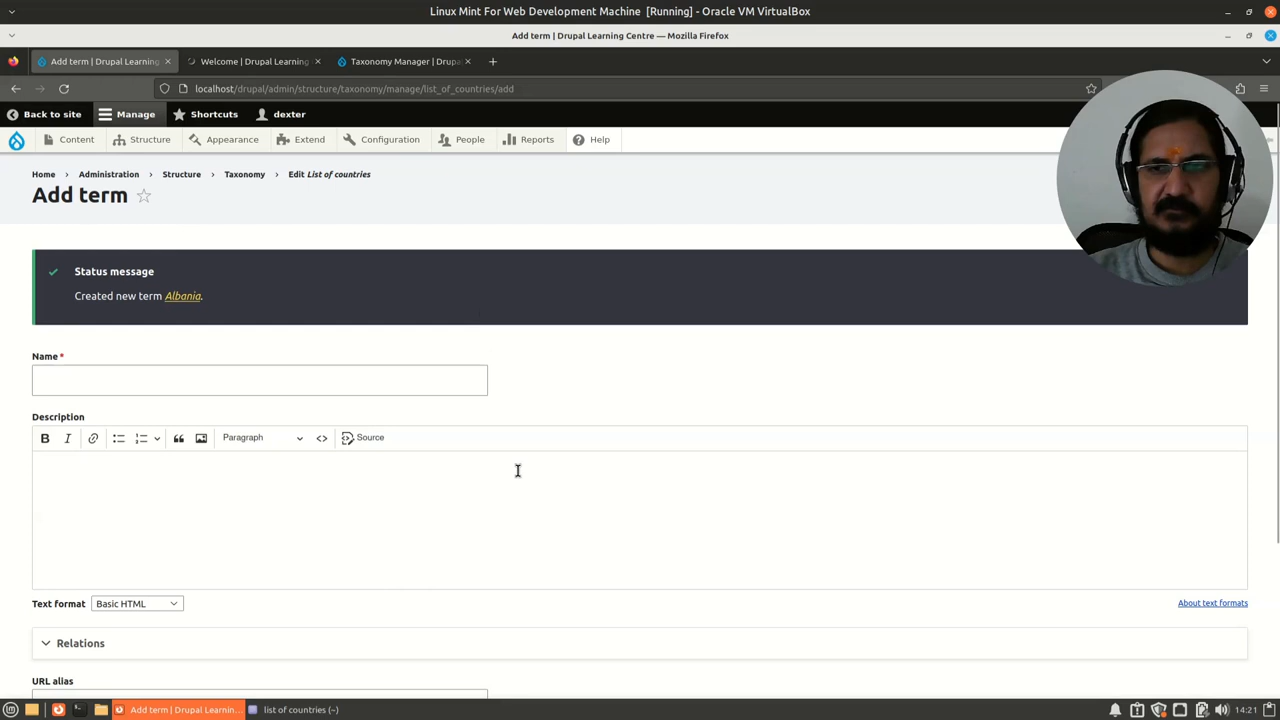 Linux Mint For Web Development Machine [Running] - Oracle VM VirtualBox
Add term | Drupal Learning Centre — Mozilla Firefox
Add term | Drupal Learning
Welcome | Drupal Learning
Taxonomy Manager | Drupa
localhost/drupal/admin/structure/taxonomy/manage/list_of_countries/add
Back to site
Manage
Shortcuts
dexter
Content
Structure
Appearance
Extend
Configuration
People
Reports
Help
Home > Administration > Structure > Taxonomy > Edit List of countries
Add term
Status message
Created new term Albania.
Name*
Description
B I Paragraph Source
Text format Basic HTML
About text formats
Relations
URL alias
Add term | Drupal Learnin...
list of countries (~)
14:21